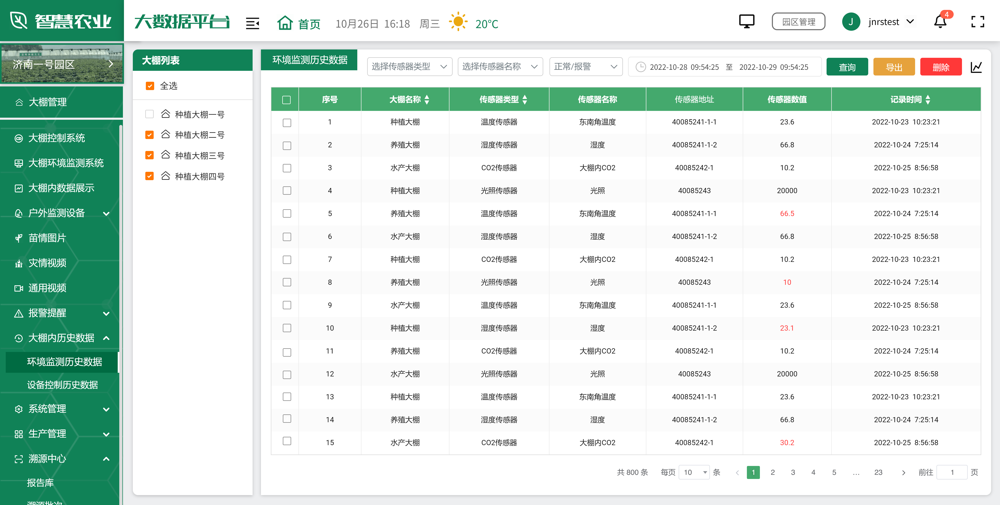 智慧农业
大数据平台
首页
10月26日 16:18 周三
20℃
园区管理
J
jnrstest
4
济南一号园区
大棚管理
大棚控制系统
大棚环境监测系统
大棚内数据展示
户外监测设备
苗情图片
灾情视频
通用视频
报警提醒
大棚内历史数据
环境监测历史数据
设备控制历史数据
系统管理
生产管理
溯源中心
报告库
溯源批次
大棚列表
全选
种植大棚一号
种植大棚二号
种植大棚三号
种植大棚四号
环境监测历史数据
选择传感器类型 选择传感器名称 正常/报警 2022-10-28 09:54:25 至 2022-10-29 09:54:25 查询 导出 删除
序号 大棚名称 传感器类型 传感器名称 传感器地址 传感器数值 记录时间
1 种植大棚 温度传感器 东南角温度 40085241-1-1 23.6 2022-10-23 10:23:21
2 养殖大棚 湿度传感器 湿度 40085241-1-2 66.8 2022-10-24 7:25:14
3 水产大棚 CO2传感器 大棚内CO2 40085242-1 10.2 2022-10-25 8:56:58
4 种植大棚 光照传感器 光照 40085243 20000 2022-10-23 10:23:21
5 养殖大棚 温度传感器 东南角温度 40085241-1-1 66.5 2022-10-24 7:25:14
6 水产大棚 湿度传感器 湿度 40085241-1-2 66.8 2022-10-25 8:56:58
7 种植大棚 CO2传感器 大棚内CO2 40085242-1 10.2 2022-10-23 10:23:21
8 养殖大棚 光照传感器 光照 40085243 10 2022-10-24 7:25:14
9 水产大棚 温度传感器 东南角温度 40085241-1-1 23.6 2022-10-25 8:56:58
10 种植大棚 湿度传感器 湿度 40085241-1-2 23.1 2022-10-23 10:23:21
11 养殖大棚 CO2传感器 大棚内CO2 40085242-1 10.2 2022-10-24 7:25:14
12 水产大棚 光照传感器 光照 40085243 20000 2022-10-25 8:56:58
13 种植大棚 温度传感器 东南角温度 40085241-1-1 23.6 2022-10-23 10:23:21
14 养殖大棚 湿度传感器 湿度 40085241-1-2 66.8 2022-10-24 7:25:14
15 水产大棚 CO2传感器 大棚内CO2 40085242-1 30.2 2022-10-25 8:56:58
共 800 条 每页 10 条 1 2 3 4 5 … 23 前往 1 页